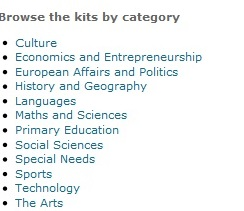 Browse the kits by category
Culture
Economics and Entrepreneurship
European Affairs and Politics
History and Geography
Languages
Maths and Sciences
Primary Education
Social Sciences
Special Needs
Sports
Technology
The Arts